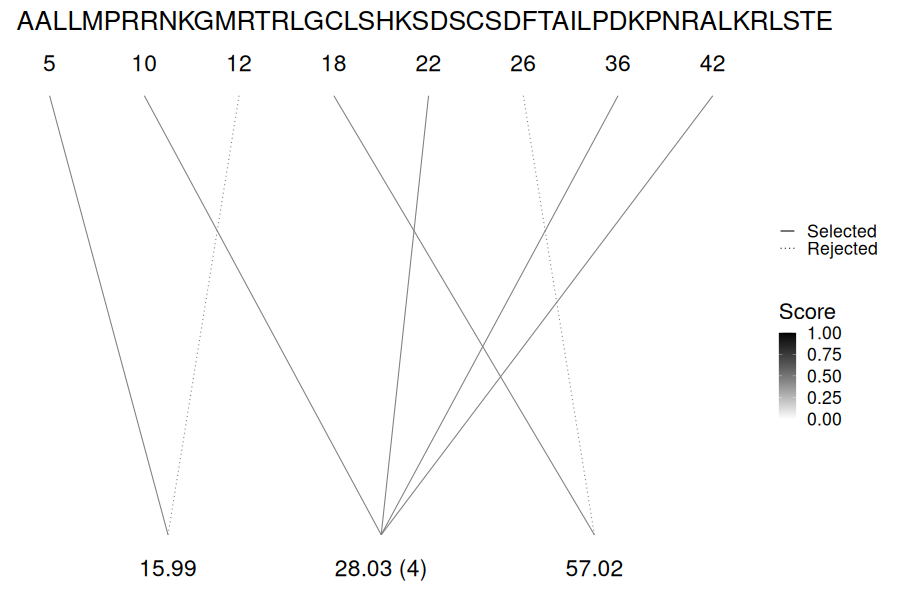 AALLMPRRNKGMRTRLGCLSHKSDSCSDFTAILPDKPNRALKRLSTE
5 10 12 18 22 26 36 42
Selected
Rejected
Score
1.00
0.75
0.50
0.25
0.00
15.99 28.03 (4) 57.02